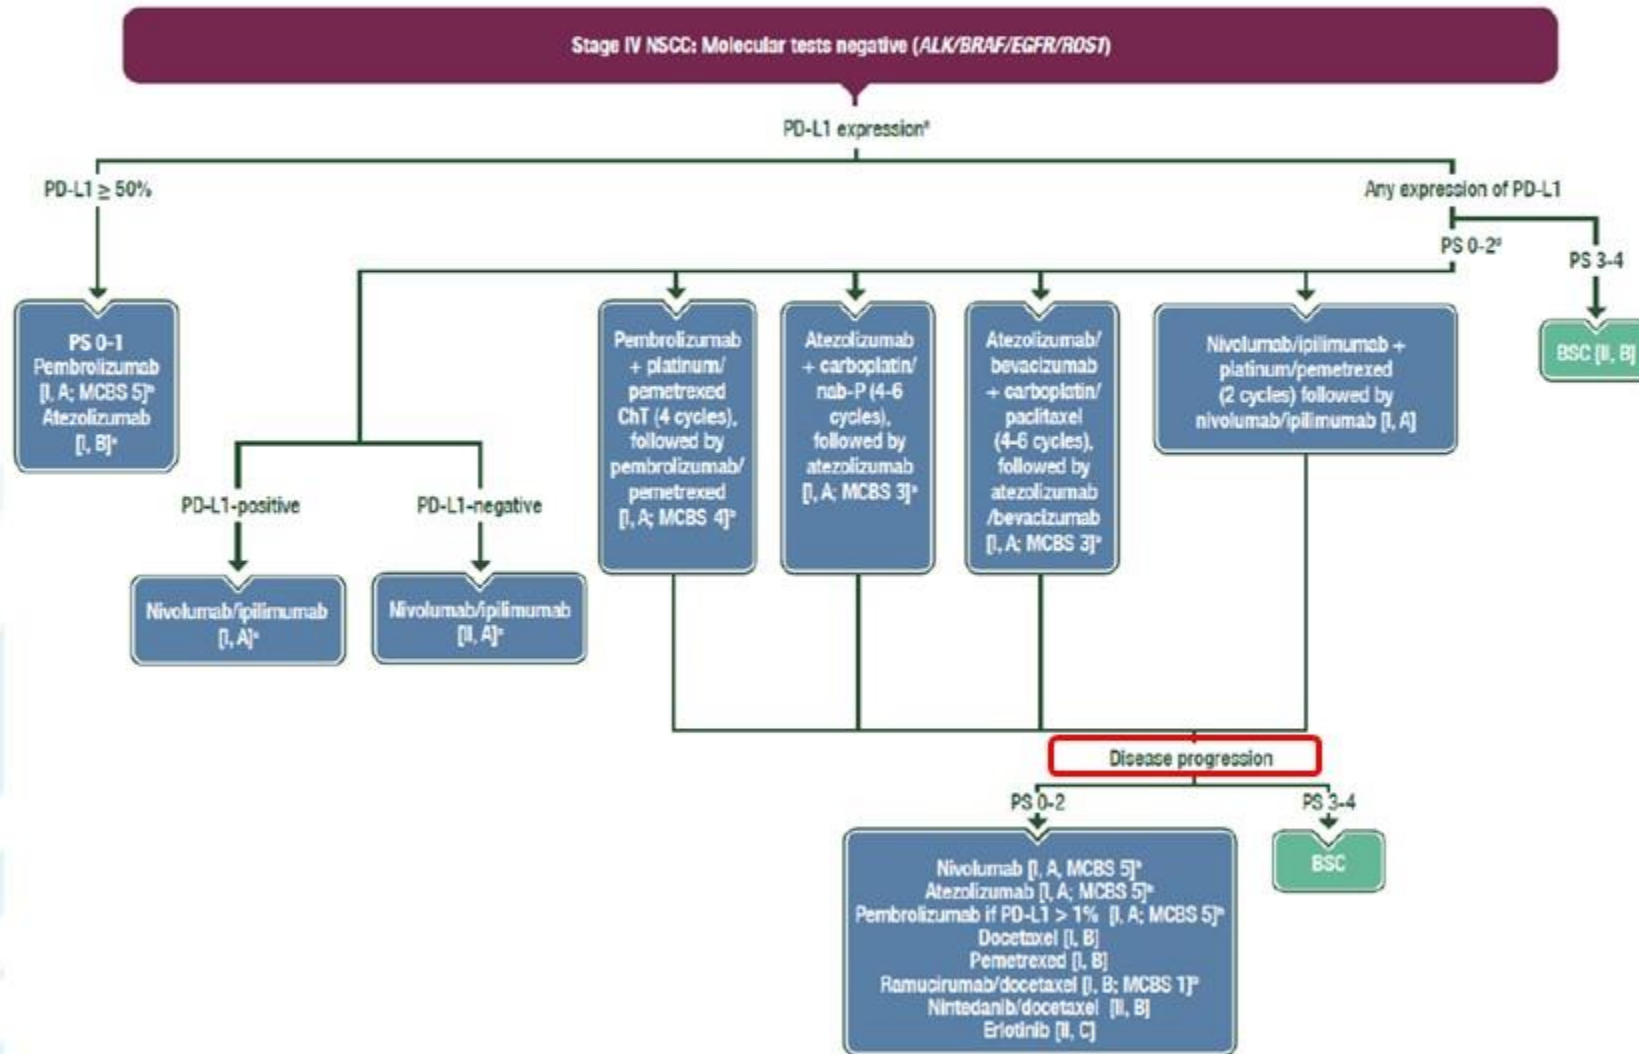 Stage IV NSCC: Molecular tests negative (ALK/BRAF/EGFR/ROS1)
PD-L1 expressionᵃ
PD-L1 ≥ 50%
Any expression of PD-L1
PS 0-2ᵈ
PS 3-4
PS 0-1
Pembrolizumab
[I, A; MCBS 5]ᵇ
Atezolizumab
[I, B]ᶜ
Pembrolizumab
+ platinum/
pemetrexed
ChT (4 cycles),
followed by
pembrolizumab/
pemetrexed
[I, A; MCBS 4]ᵇ
Atezolizumab
+ carboplatin/
nab-P (4-6
cycles),
followed by
atezolizumab
[I, A; MCBS 3]ᵇ
Atezolizumab/
bevacizumab
+ carboplatin/
paclitaxel
(4-6 cycles),
followed by
atezolizumab
/bevacizumab
[I, A; MCBS 3]ᵇ
Nivolumab/ipilimumab +
platinum/pemetrexed
(2 cycles) followed by
nivolumab/ipilimumab [I, A]
BSC [II, B]
PD-L1-positive
PD-L1-negative
Nivolumab/ipilimumab
[I, A]ᶜ
Nivolumab/ipilimumab
[II, A]ᶜ
Disease progression
PS 0-2
PS 3-4
Nivolumab [I, A, MCBS 5]ᵇ
Atezolizumab [I, A; MCBS 5]ᵇ
Pembrolizumab if PD-L1 > 1% [I, A; MCBS 5]ᵇ
Docetaxel [I, B]
Pemetrexed [I, B]
Ramucirumab/docetaxel [I, B; MCBS 1]ᵇ
Nintedanib/docetaxel [II, B]
Erlotinib [II, C]
BSC